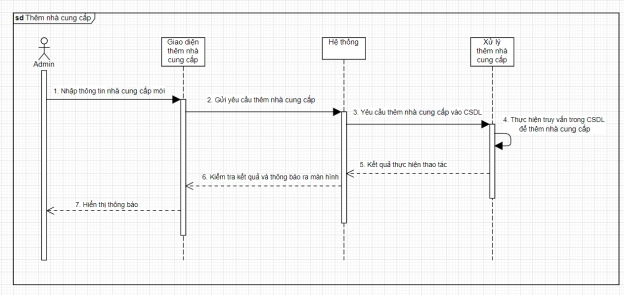 sd Thêm nhà cung cấp
Admin
Giao diện
thêm nhà
cung cấp
Hệ thống
Xử lý
thêm nhà
cung cấp
1. Nhập thông tin nhà cung cấp mới
2. Gửi yêu cầu thêm nhà cung cấp
3. Yêu cầu thêm nhà cung cấp vào CSDL
4. Thực hiện truy vấn trong CSDL
để thêm nhà cung cấp
5. Kết quả thực hiện thao tác
6. Kiểm tra kết quả và thông báo ra màn hình
7. Hiển thị thông báo